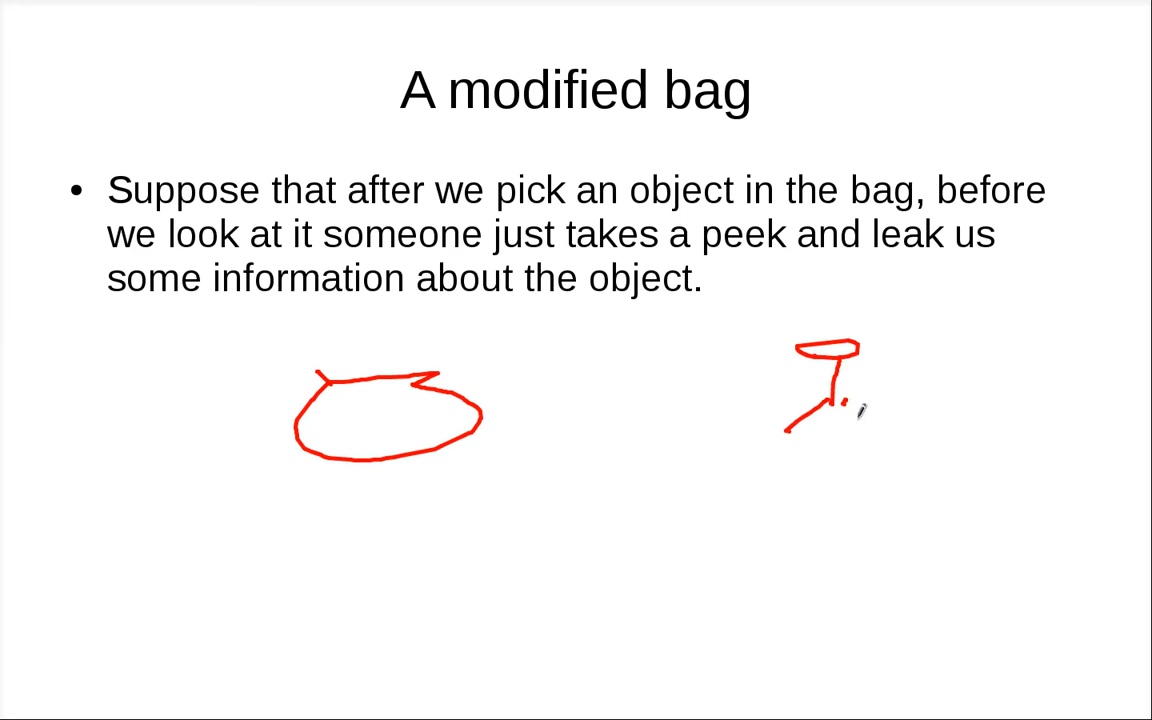 A modified bag
• Suppose that after we pick an object in the bag, before
we look at it someone just takes a peek and leak us
some information about the object.